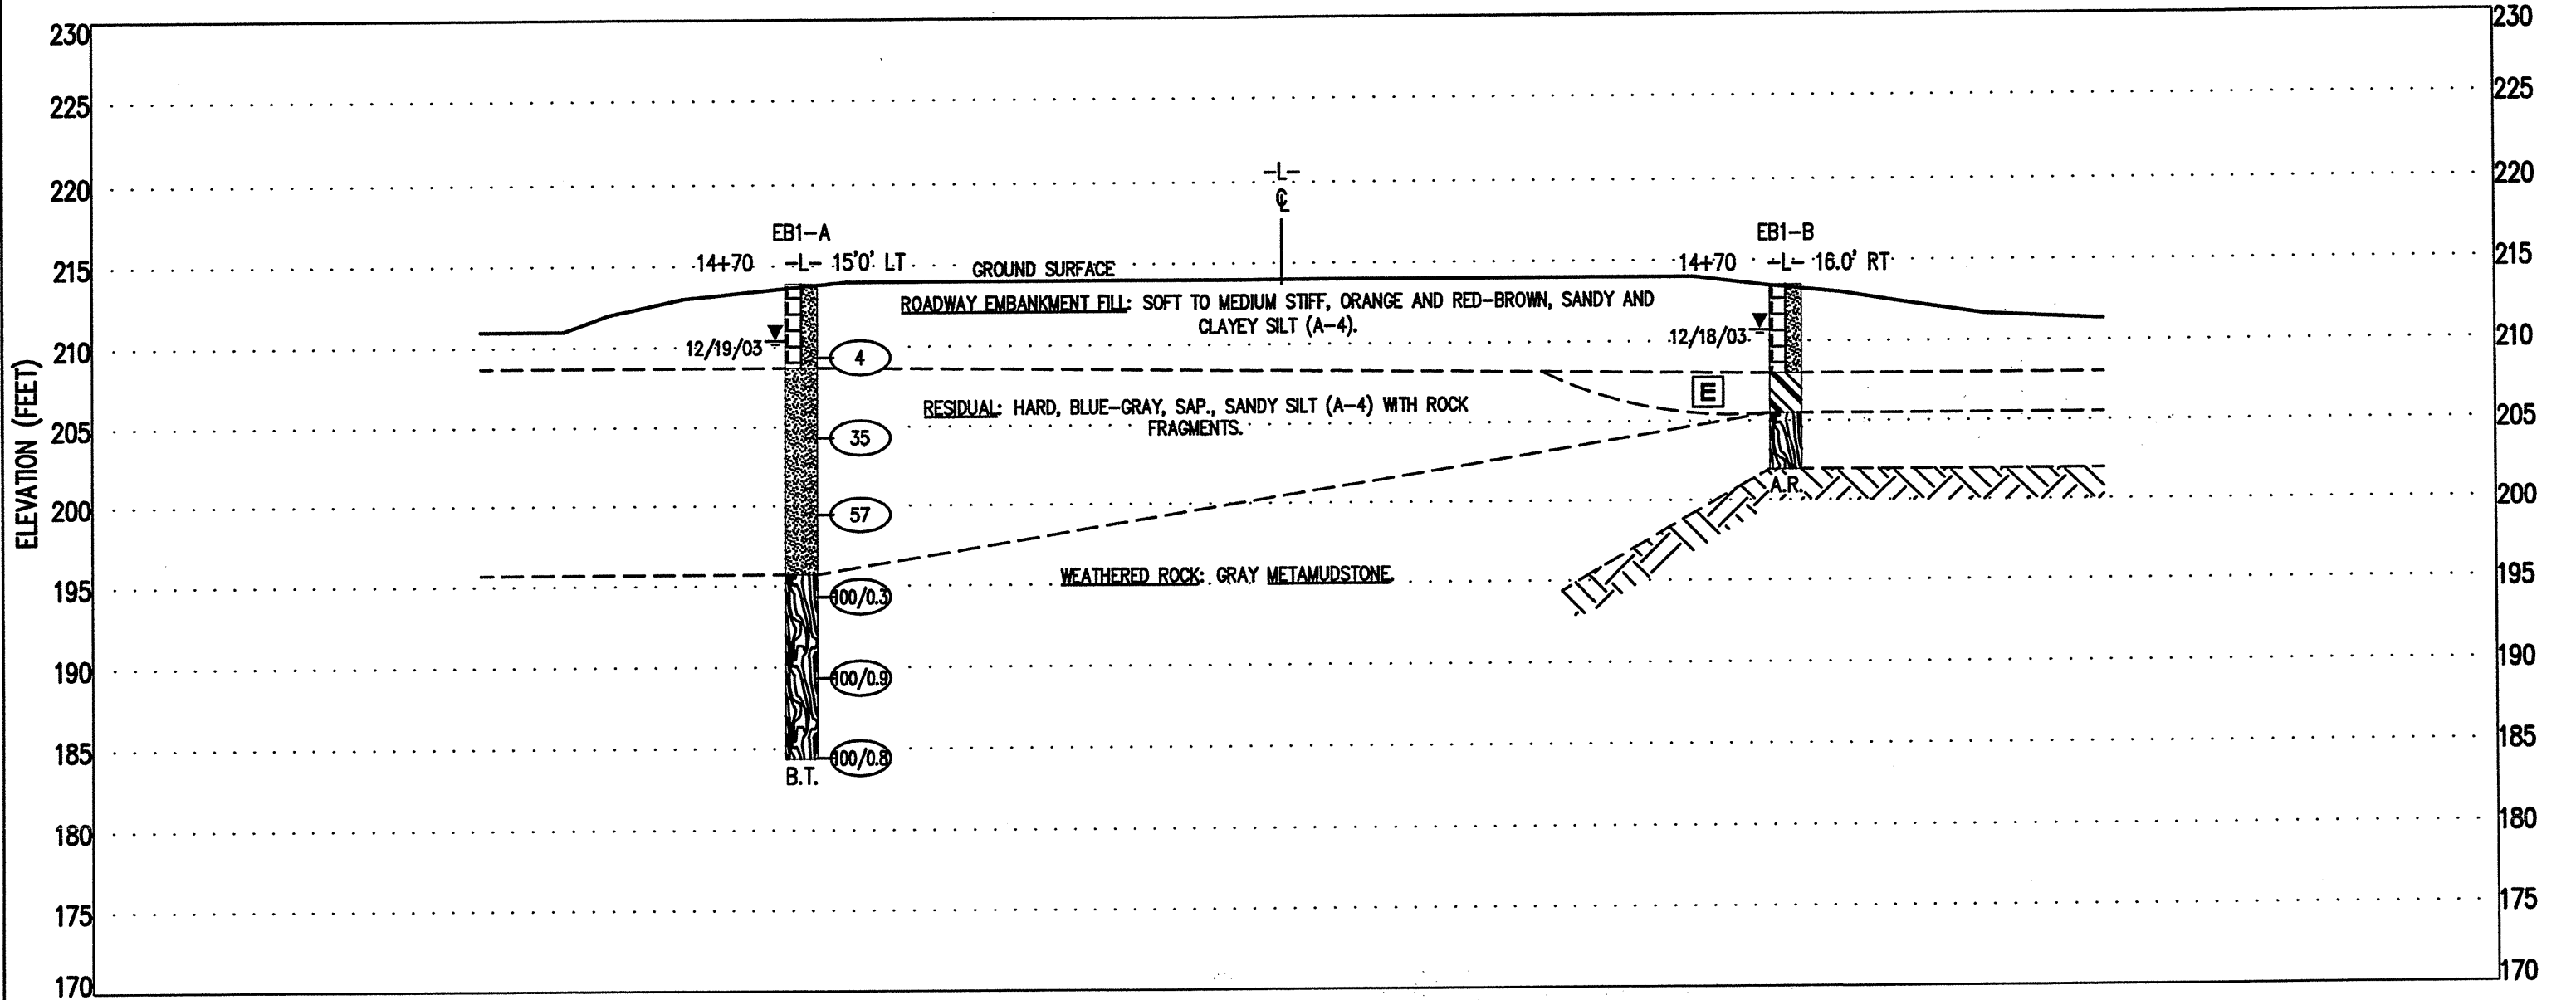 230 230
225 225
-L-
220 220
CL
EB1-A EB1-B
14+70 -L- 15'0' LT 14+70 -L- 16.0' RT
215 GROUND SURFACE 215
ROADWAY EMBANKMENT FILL: SOFT TO MEDIUM STIFF, ORANGE AND RED-BROWN, SANDY AND
CLAYEY SILT (A-4).
12/19/03 12/18/03
210 4 210
E
RESIDUAL: HARD, BLUE-GRAY, SAP., SANDY SILT (A-4) WITH ROCK
FRAGMENTS.
205 35 205
ELEVATION (FEET)
A.R.
200 57 200
WEATHERED ROCK: GRAY METAMUDSTONE.
195 100/0.3 195
190 100/0.9 190
185 100/0.8 185
B.T.
180 180
175 175
170 170